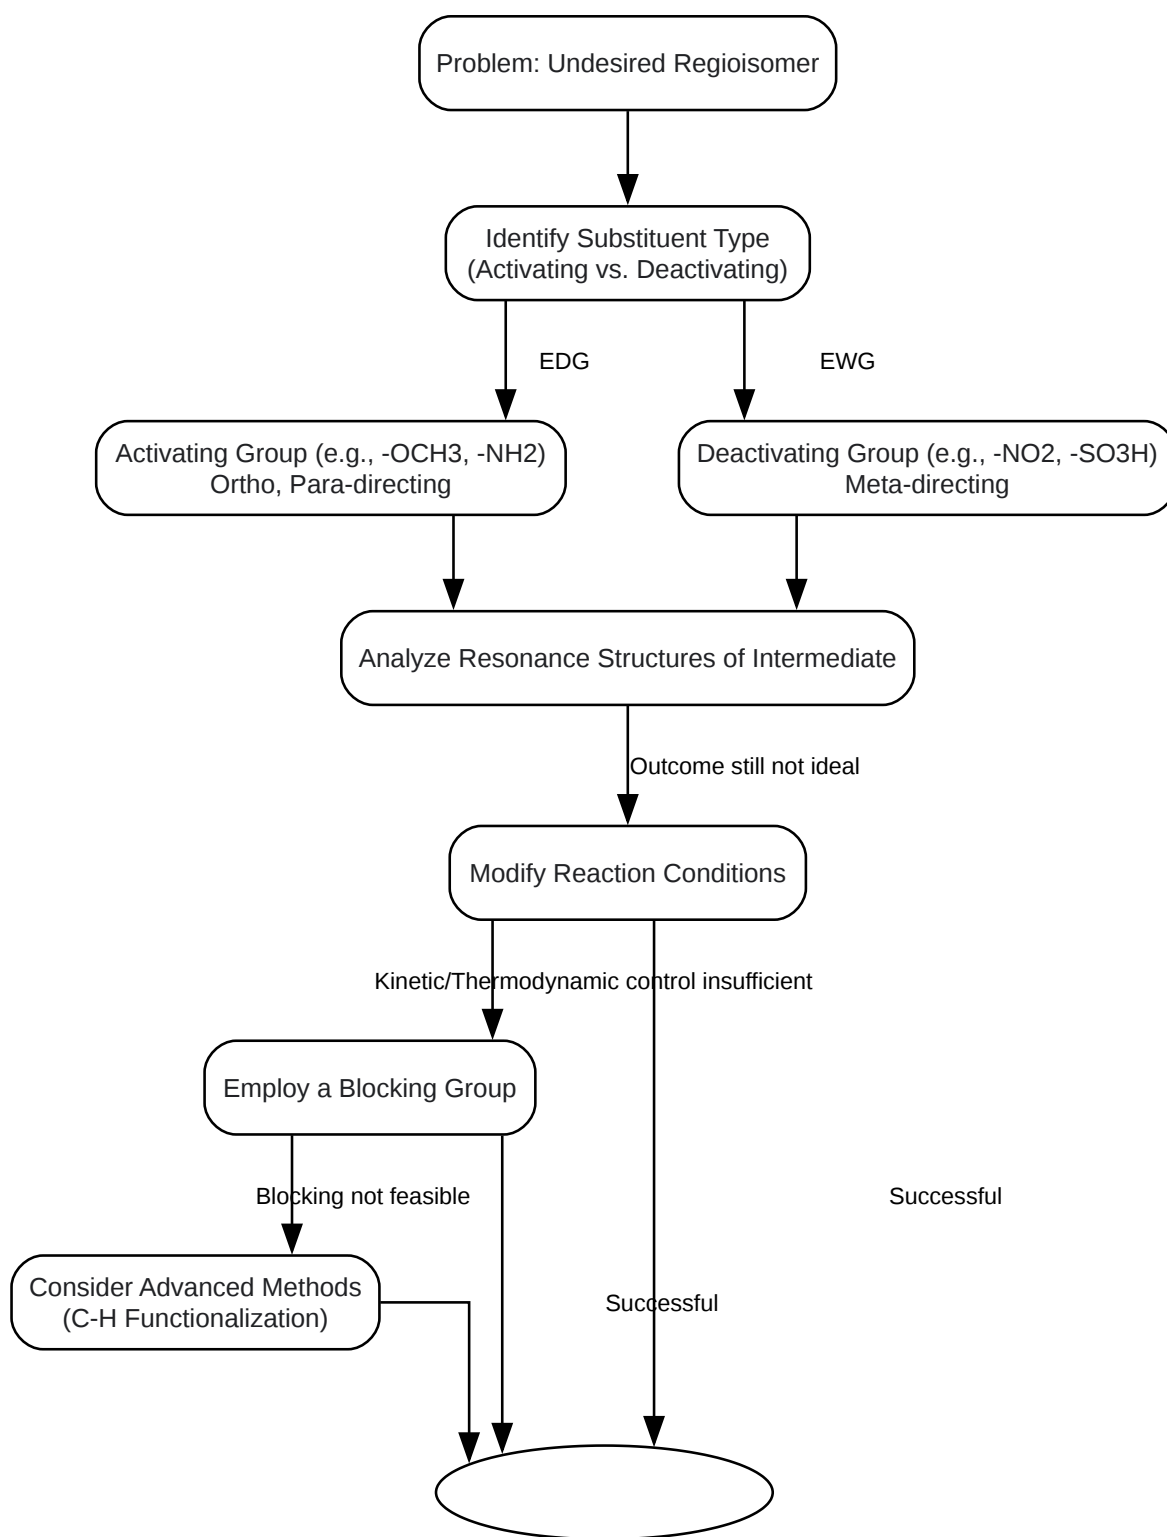 Problem: Undesired Regioisomer
Identify Substituent Type
(Activating vs. Deactivating)
EDG
EWG
Activating Group (e.g., -OCH3, -NH2)
Ortho, Para-directing
Deactivating Group (e.g., -NO2, -SO3H)
Meta-directing
Analyze Resonance Structures of Intermediate
Outcome still not ideal
Modify Reaction Conditions
Kinetic/Thermodynamic control insufficient
Employ a Blocking Group
Blocking not feasible
Successful
Consider Advanced Methods
(C-H Functionalization)
Successful